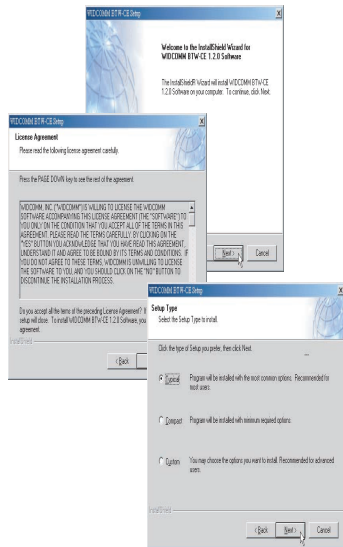 WIDCOMM BTW-CE Setup
Welcome to the InstallShield Wizard for
WIDCOMM BTW-CE 1.2.0 Software
The InstallShield® Wizard will install WIDCOMM BTW-CE
1.2.0 Software on your computer. To continue, click Next.
Next >
Cancel
WIDCOMM BTW-CE Setup
License Agreement
Please read the following license agreement carefully.
Press the PAGE DOWN key to see the rest of the agreement.
WIDCOMM, INC. ("WIDCOMM") IS WILLING TO LICENSE THE WIDCOMM
SOFTWARE ACCOMPANYING THIS LICENSE AGREEMENT (THE "SOFTWARE") TO
YOU ONLY ON THE CONDITION THAT YOU ACCEPT ALL OF THE TERMS IN THIS
AGREEMENT. PLEASE READ THE TERMS CAREFULLY. BY CLICKING ON THE
"YES" BUTTON YOU ACKNOWLEDGE THAT YOU HAVE READ THIS AGREEMENT,
UNDERSTAND IT AND AGREE TO BE BOUND BY ITS TERMS AND CONDITIONS. IF
YOU DO NOT AGREE TO THESE TERMS, WIDCOMM IS UNWILLING TO LICENSE
THE SOFTWARE TO YOU, AND YOU SHOULD CLICK ON THE "NO" BUTTON TO
DISCONTINUE THE INSTALLATION PROCESS.
Do you accept all the terms of the preceding License Agreement? If
setup will close. To install WIDCOMM BTW-CE 1.2.0 Software, you
agreement.
InstallShield
< Back
WIDCOMM BTW-CE Setup
Setup Type
Select the Setup Type to install.
Click the type of Setup you prefer, then click Next.
Typical Program will be installed with the most common options. Recommended for
most users.
Compact Program will be installed with minimum required options.
Custom You may choose the options you want to install. Recommended for advanced
users.
InstallShield
< Back Next > Cancel